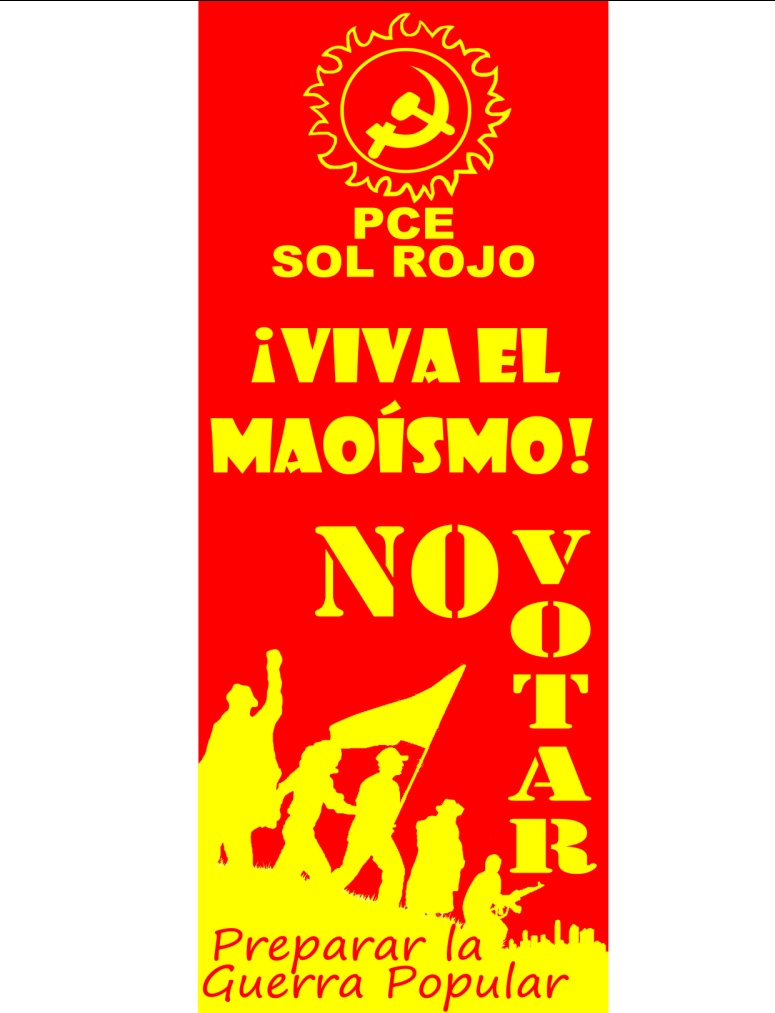 PCE
SOL ROJO
¡VIVA EL
MAOÍSMO!
NO VOTAR
Preparar la
Guerra Popular